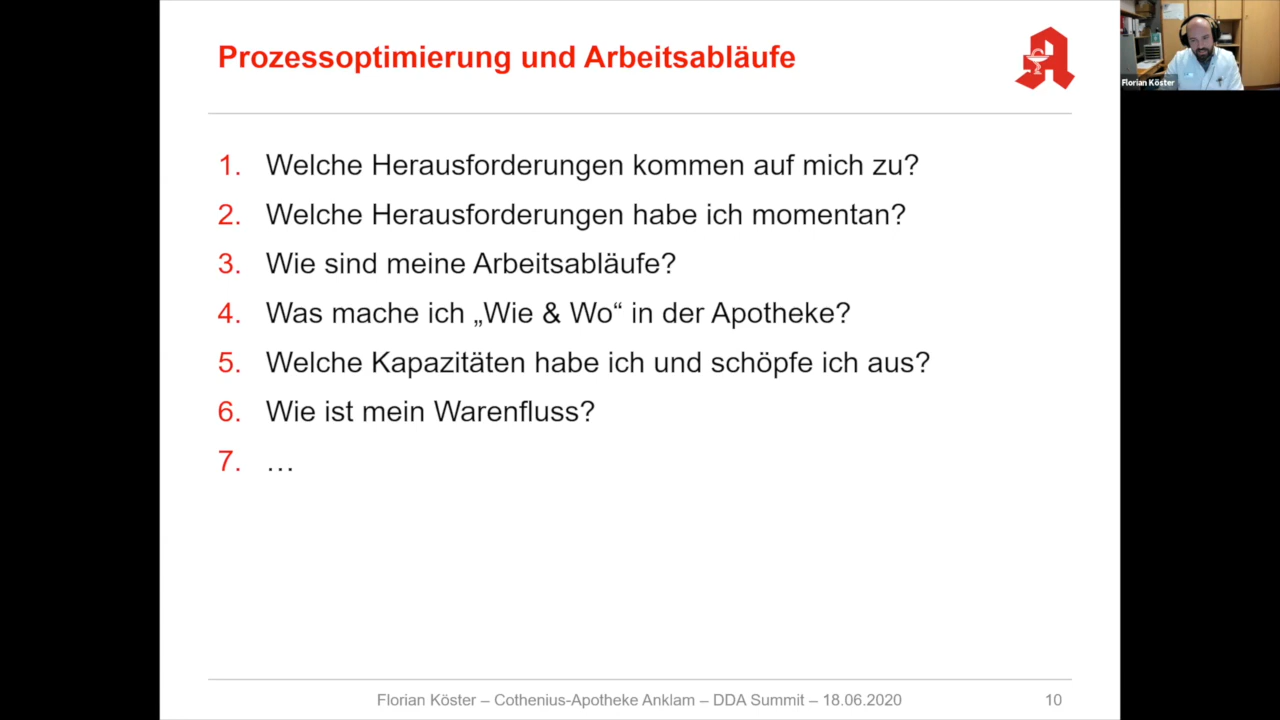 Prozessoptimierung und Arbeitsabläufe
Florian Köster
1. Welche Herausforderungen kommen auf mich zu?
2. Welche Herausforderungen habe ich momentan?
3. Wie sind meine Arbeitsabläufe?
4. Was mache ich „Wie & Wo“ in der Apotheke?
5. Welche Kapazitäten habe ich und schöpfe ich aus?
6. Wie ist mein Warenfluss?
7. …
Florian Köster – Cothenius-Apotheke Anklam – DDA Summit – 18.06.2020 10